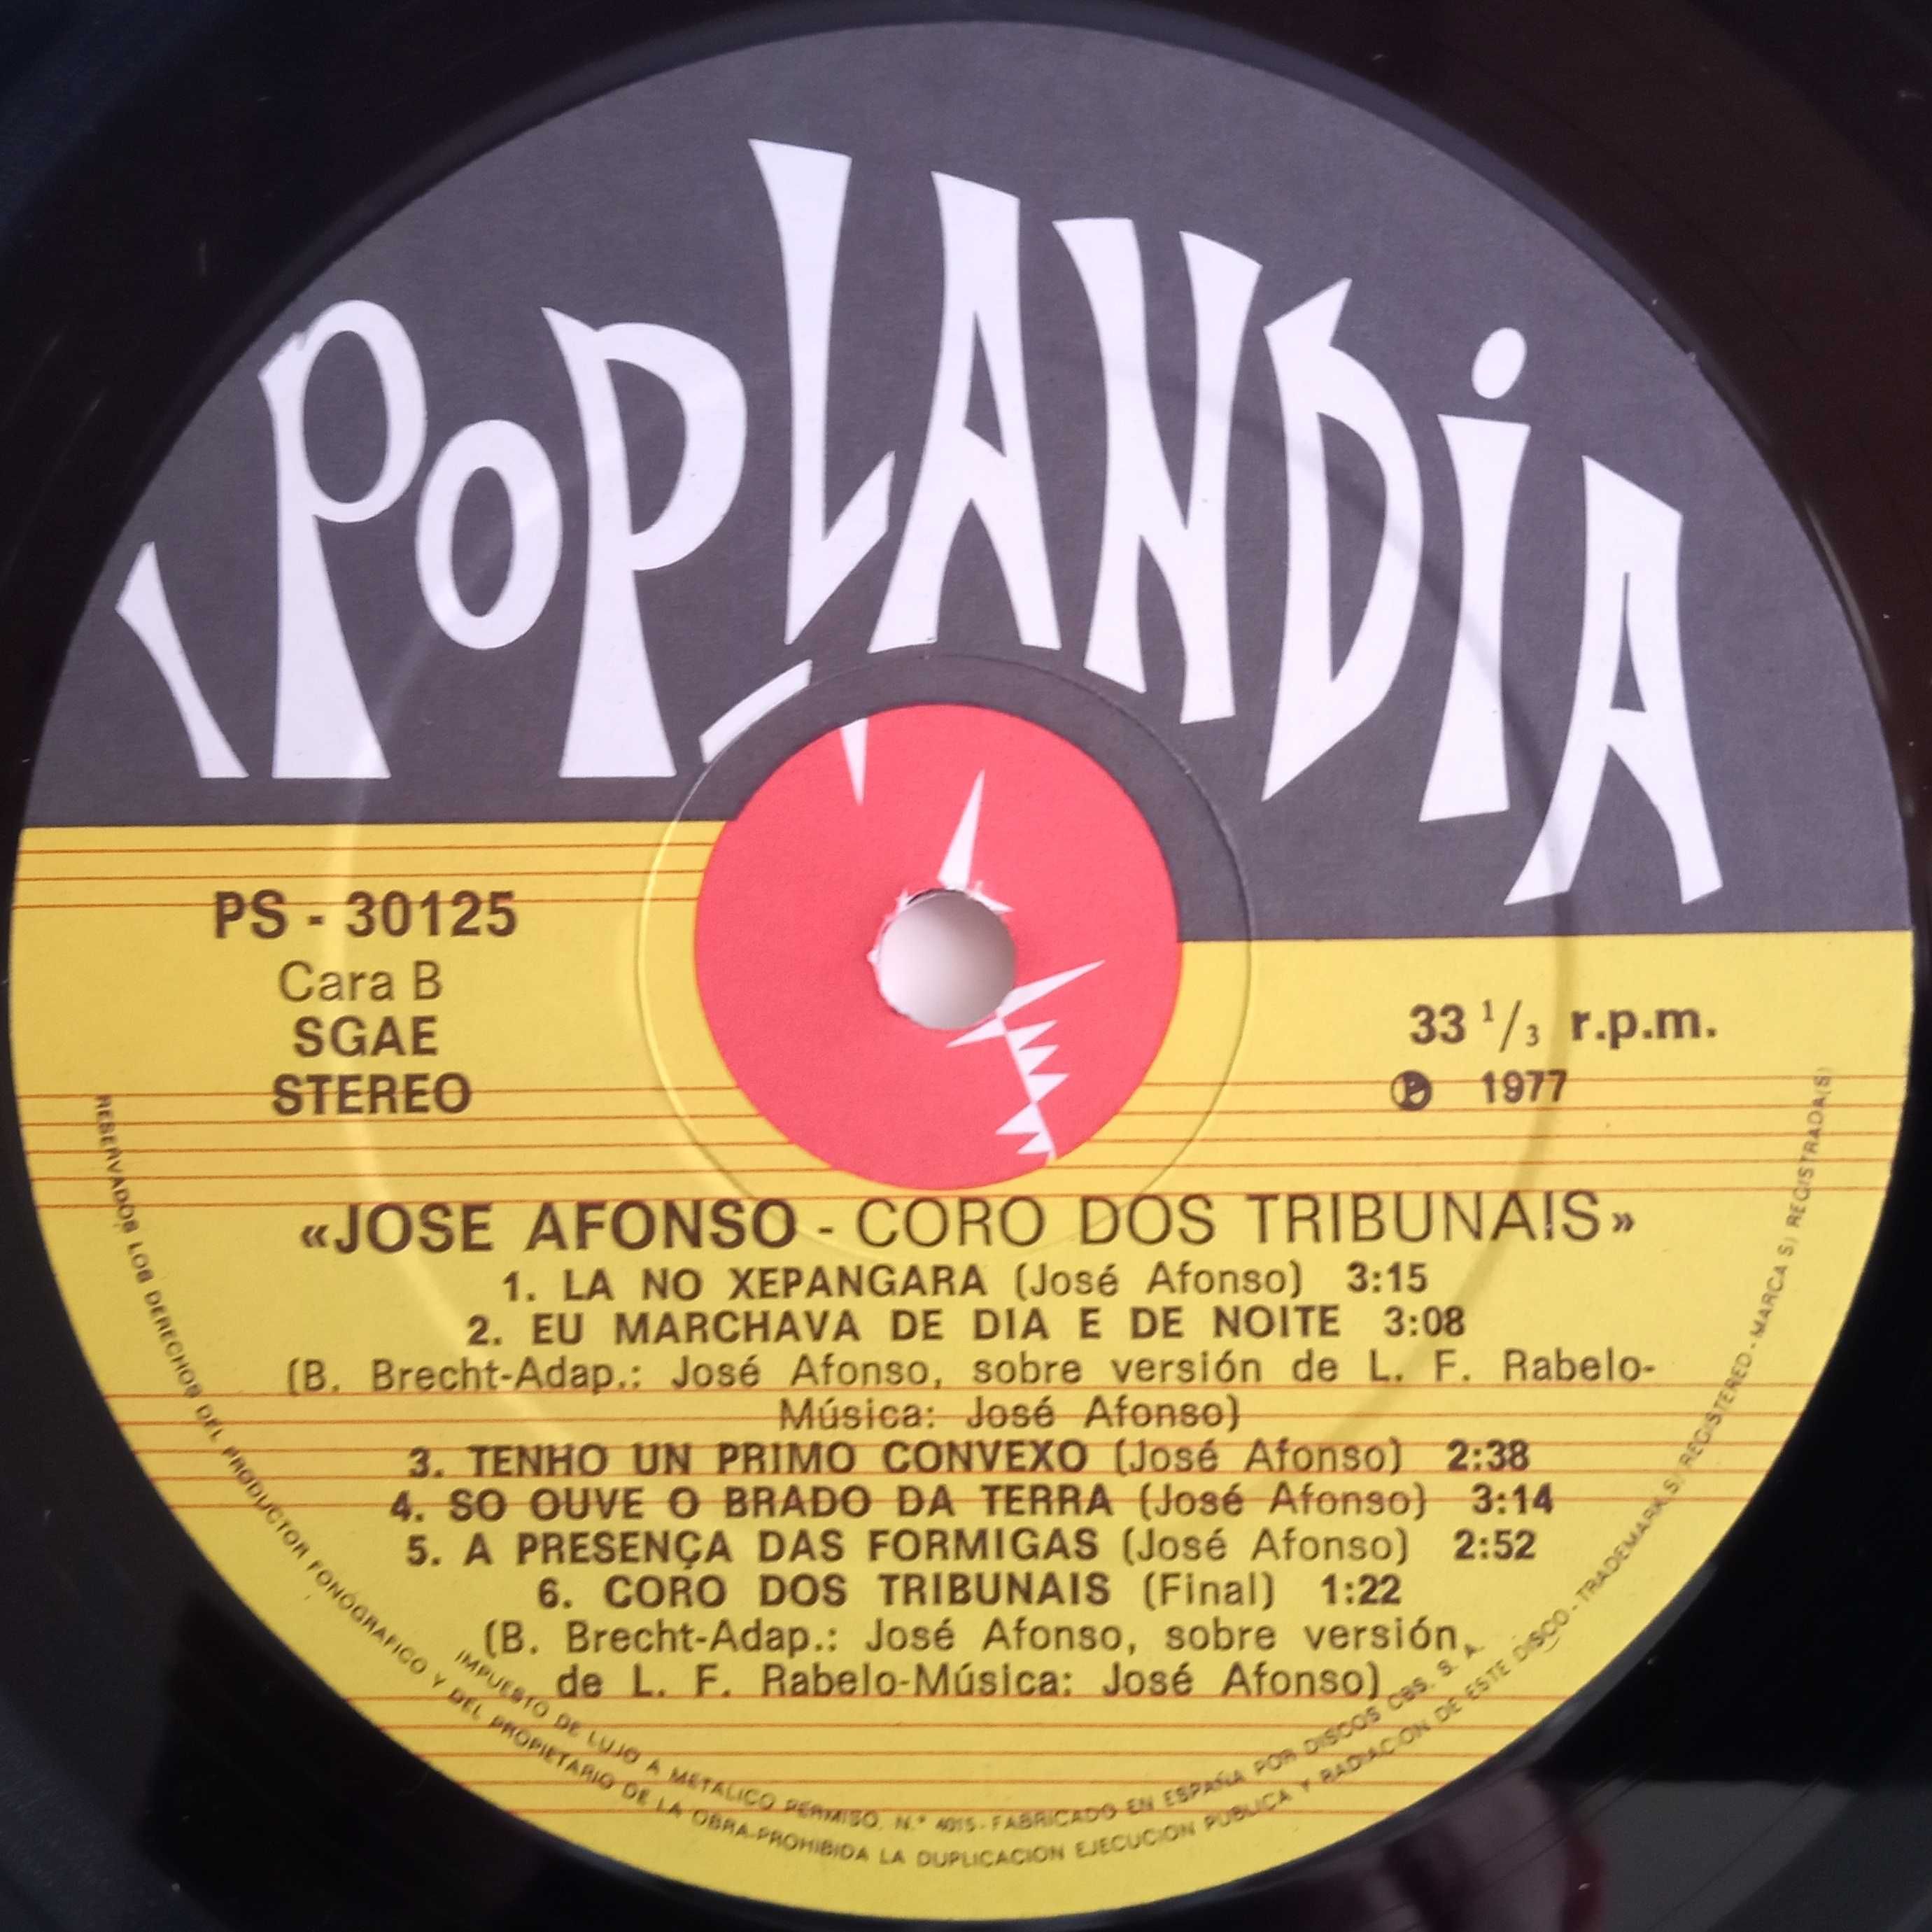 POPLANDiA
PS - 30125
Cara B
SGAE
STEREO
33 1/3 r.p.m.
Ⓟ 1977
«JOSE AFONSO - CORO DOS TRIBUNAIS»
1. LA NO XEPANGARA (José Afonso) 3:15
2. EU MARCHAVA DE DIA E DE NOITE 3:08
(B. Brecht-Adap.: José Afonso, sobre versión de L. F. Rabelo-
Música: José Afonso)
3. TENHO UN PRIMO CONVEXO (José Afonso) 2:38
4. SO OUVE O BRADO DA TERRA (José Afonso) 3:14
5. A PRESENÇA DAS FORMIGAS (José Afonso) 2:52
6. CORO DOS TRIBUNAIS (Final) 1:22
(B. Brecht-Adap.: José Afonso, sobre versión
de L. F. Rabelo-Música: José Afonso)
IMPUESTO DE LUJO A METALICO PERMISO. N.º 4015 - FABRICADO EN ESPAÑA POR DISCOS CBS. S. A.
RESERVADOS LOS DERECHOS DEL PRODUCTOR FONOGRAFICO Y DEL PROPIETARIO DE LA OBRA-PROHIBIDA LA DUPLICACION EJECUCION PUBLICA Y RADIACION DE ESTE DISCO - TRADEMARK(S) REGISTERED - MARCA(S) REGISTRADA(S)